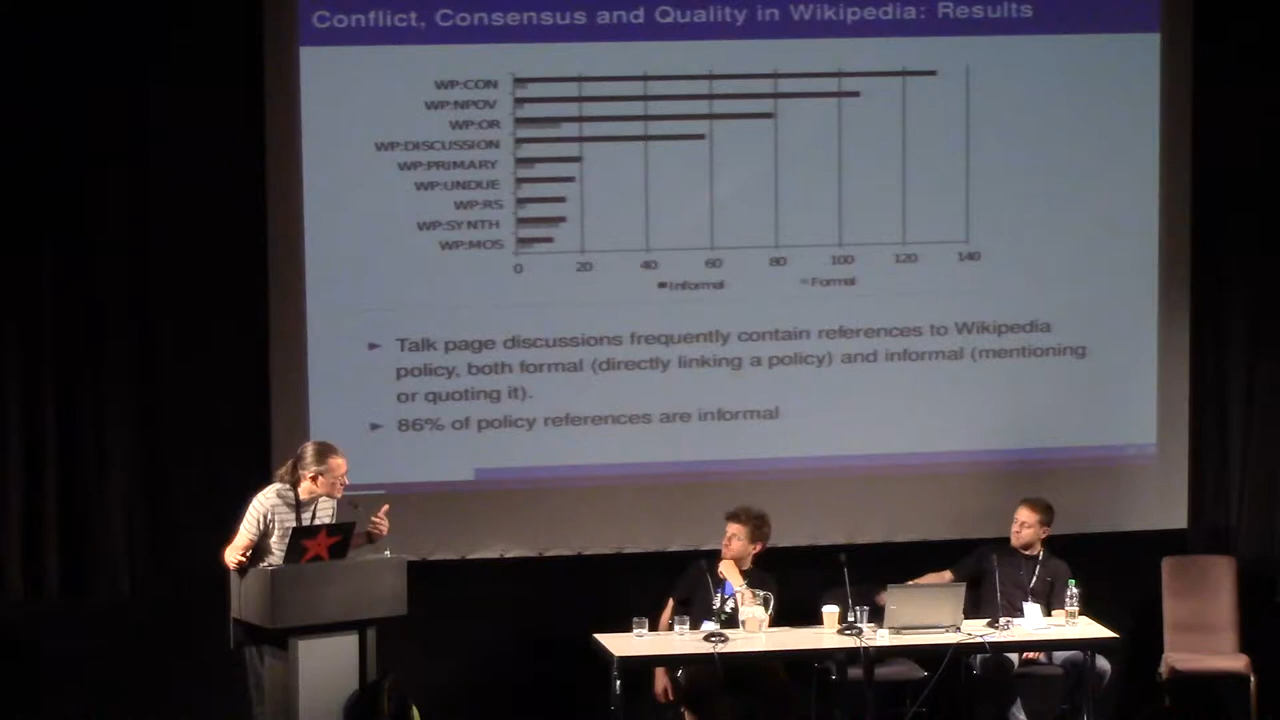 Conflict, Consensus and Quality in Wikipedia: Results
WP:CON
WP:NPOV
WP:OR
WP:DISCUSSION
WP:PRIMARY
WP:UNDUE
WP:RS
WP:SYNTH
WP:MOS
0 20 40 60 80 100 120 140
Informal Formal
Talk page discussions frequently contain references to Wikipedia
policy, both formal (directly linking a policy) and informal (mentioning
or quoting it).
86% of policy references are informal